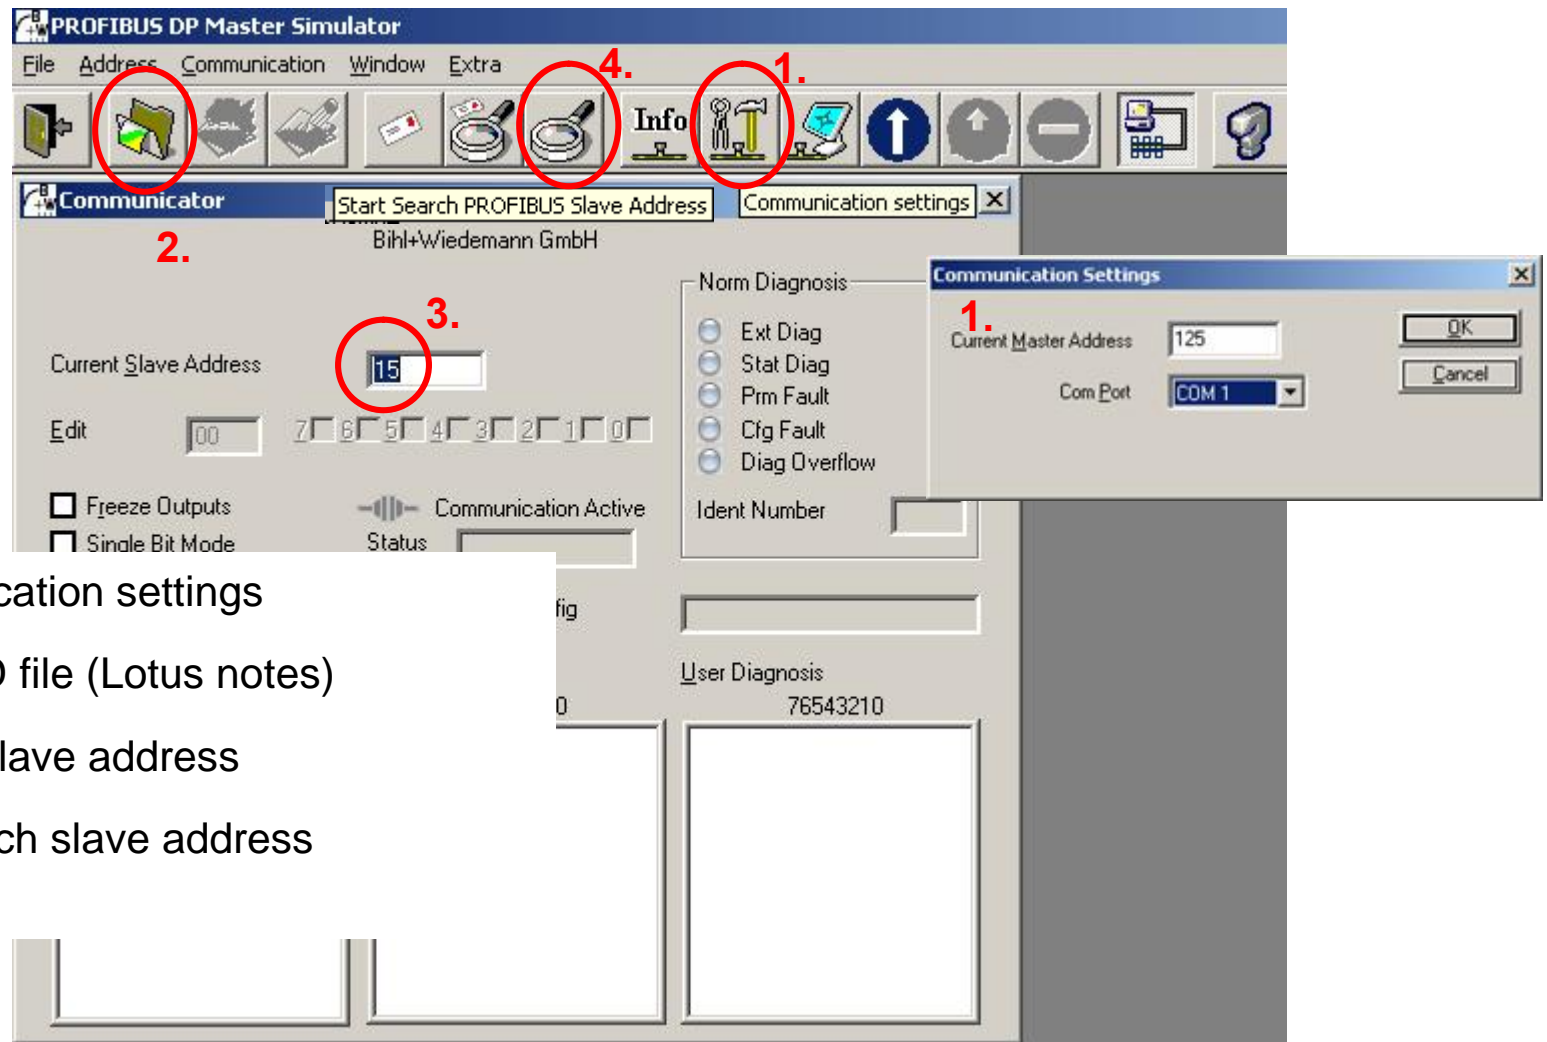 PROFIBUS DP Master Simulator
File Address Communication Window Extra
4. 1.
Info
Communicator
Start Search PROFIBUS Slave Address
Communication settings
2.
Bihl+Wiedemann GmbH
Norm Diagnosis
Communication Settings
3.
1.
Ext Diag
Current Master Address 125 OK
Current Slave Address 15
Stat Diag
Cancel
Prm Fault
Com Port COM 1
Edit 00 7 6 5 4 3 2 1 0
Cfg Fault
Diag Overflow
Freeze Outputs
Communication Active
Ident Number
Single Bit Mode
Status
cation settings
fig
file (Lotus notes)
User Diagnosis
0
76543210
lave address
ch slave address